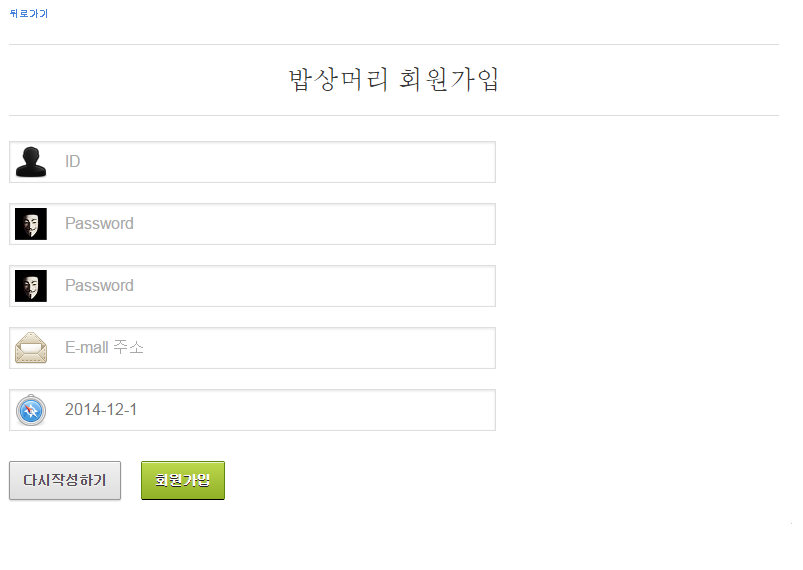 뒤로가기
밥상머리 회원가입
ID
Password
Password
E-mall 주소
2014-12-1
다시작성하기
회원가입